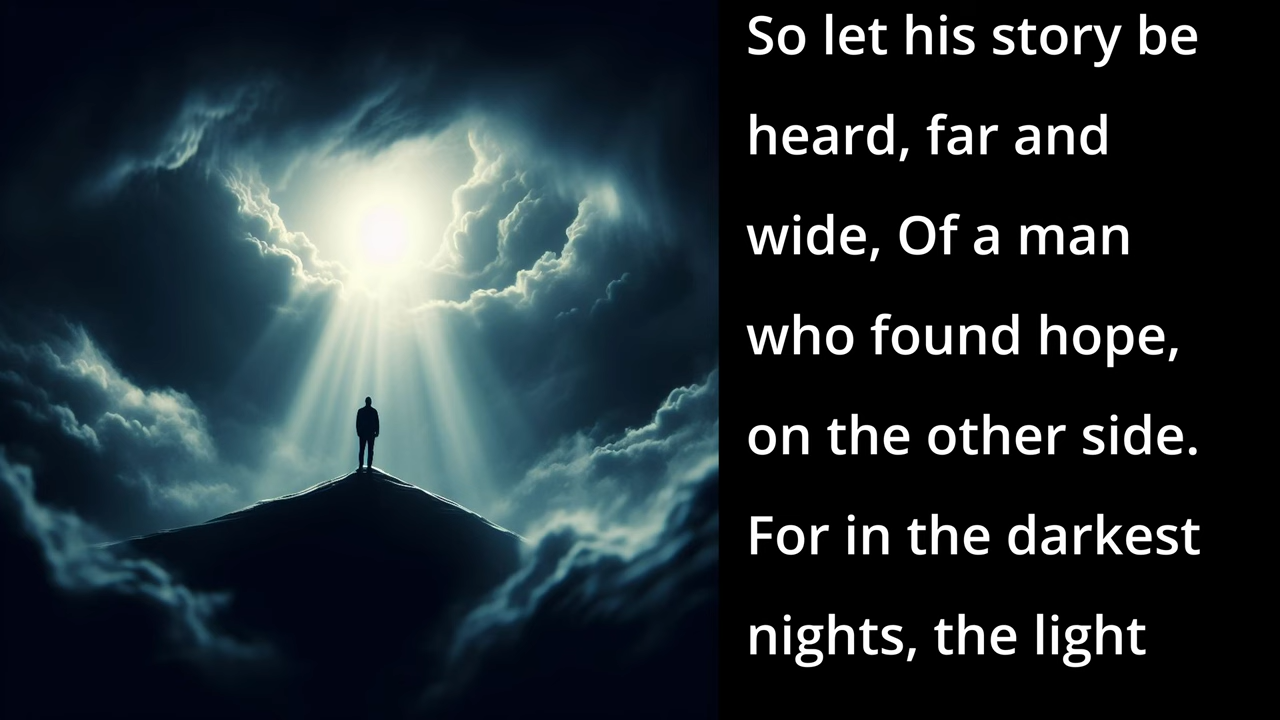 So let his story be
heard, far and
wide, Of a man
who found hope,
on the other side.
For in the darkest
nights, the light